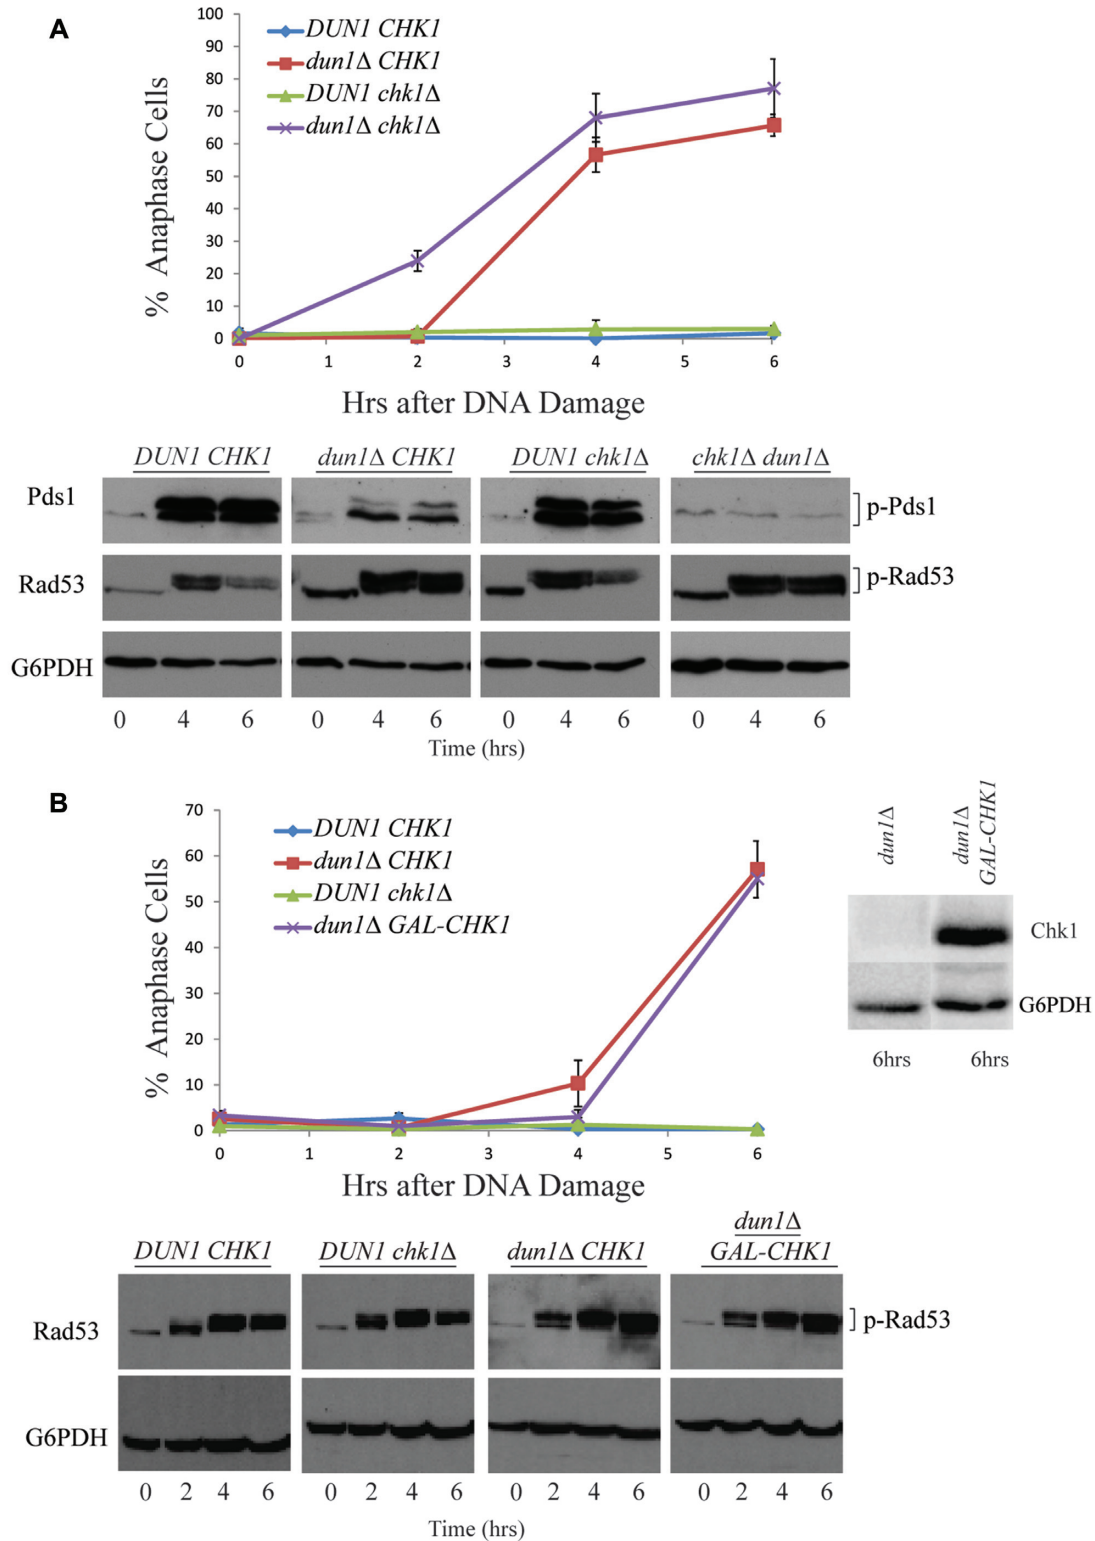 A
100
90
80
70
60
50
40
30
20
10
0
% Anaphase Cells
DUN1 CHK1
dun1Δ CHK1
DUN1 chk1Δ
dun1Δ chk1Δ
0 1 2 3 4 5 6
Hrs after DNA Damage
DUN1 CHK1 dun1Δ CHK1 DUN1 chk1Δ chk1Δ dun1Δ
Pds1 p-Pds1
Rad53 p-Rad53
G6PDH
0 4 6 0 4 6 0 4 6 0 4 6
Time (hrs)
B
70
60
50
40
30
20
10
0
% Anaphase Cells
DUN1 CHK1
dun1Δ CHK1
DUN1 chk1Δ
dun1Δ GAL-CHK1
0 1 2 3 4 5 6
Hrs after DNA Damage
dun1Δ
dun1Δ
GAL-CHK1
Chk1
G6PDH
6hrs 6hrs
DUN1 CHK1 DUN1 chk1Δ dun1Δ CHK1
dun1Δ
GAL-CHK1
Rad53 p-Rad53
G6PDH
0 2 4 6 0 2 4 6 0 2 4 6 0 2 4 6
Time (hrs)